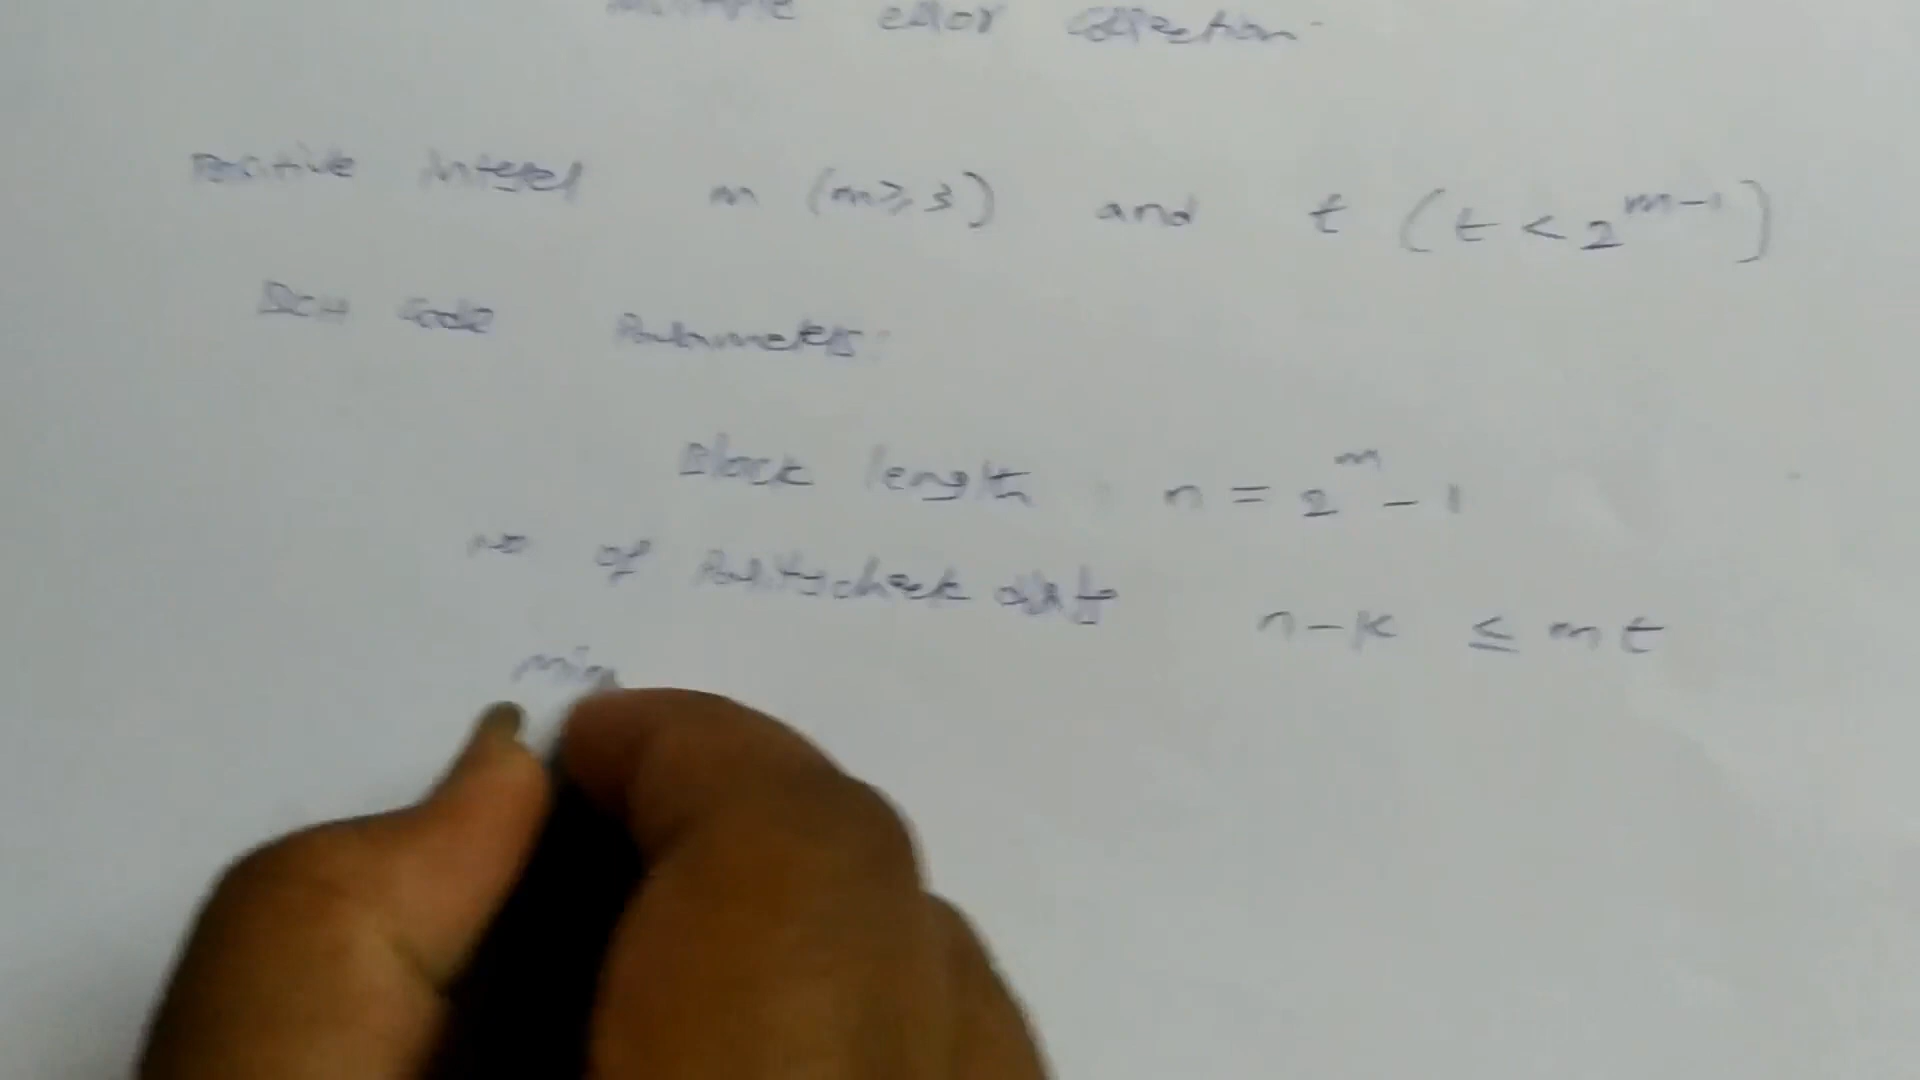 error correction
Positive integer m (m ≥ 3) and t (t < 2^{m-1})
BCH code Parameters:
Block length : n = 2^m - 1
no of Parity check digits n - k ≤ mt
min